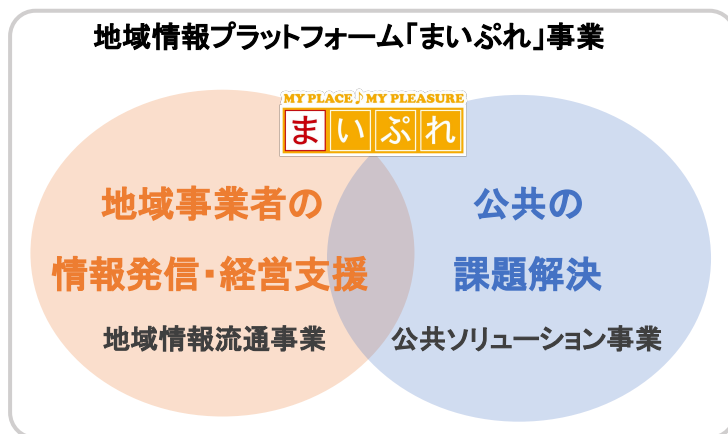 地域情報プラットフォーム「まいぷれ」事業
MY PLACE♪MY PLEASURE
まいぷれ
地域事業者の
情報発信・経営支援
地域情報流通事業
公共の
課題解決
公共ソリューション事業